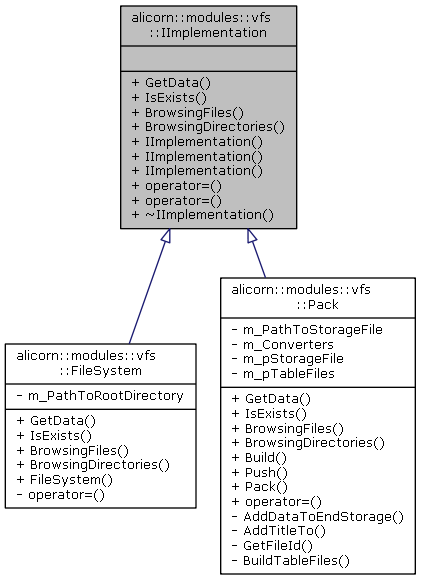 alicorn::modules::vfs
::IImplementation
+ GetData()
+ IsExists()
+ BrowsingFiles()
+ BrowsingDirectories()
+ IImplementation()
+ IImplementation()
+ IImplementation()
+ operator=()
+ operator=()
+ ~IImplementation()
alicorn::modules::vfs
::FileSystem
- m_PathToRootDirectory
+ GetData()
+ IsExists()
+ BrowsingFiles()
+ BrowsingDirectories()
+ FileSystem()
- operator=()
alicorn::modules::vfs
::Pack
- m_PathToStorageFile
- m_Converters
- m_pStorageFile
- m_pTableFiles
+ GetData()
+ IsExists()
+ BrowsingFiles()
+ BrowsingDirectories()
+ Build()
+ Push()
+ Pack()
+ operator=()
- AddDataToEndStorage()
- AddTitleTo()
- GetFileId()
- BuildTableFiles()